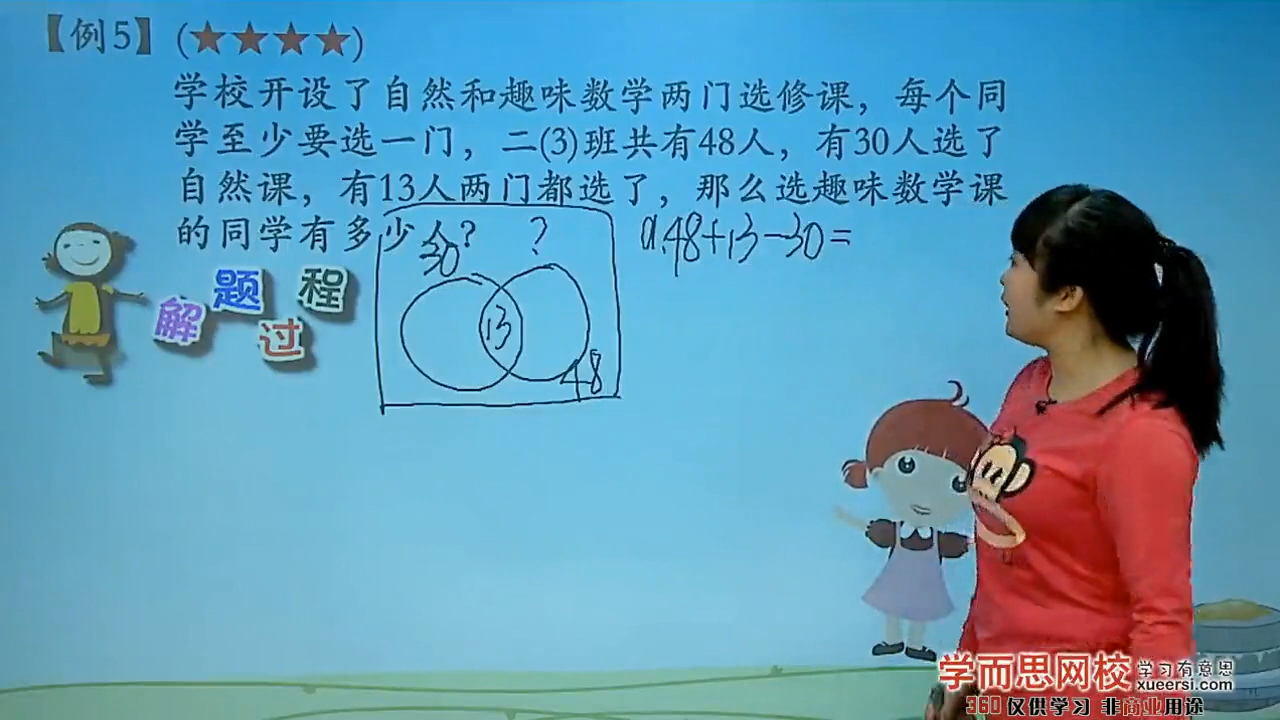 【例5】(★★★★)
学校开设了自然和趣味数学两门选修课，每个同
学至少要选一门，二(3)班共有48人，有30人选了
自然课，有13人两门都选了，那么选趣味数学课
的同学有多少人？
解题过程
30
?
13
48
48+13-30=
学而思网校
学习有意思
xueersi.com
360 仅供学习 非商业用途